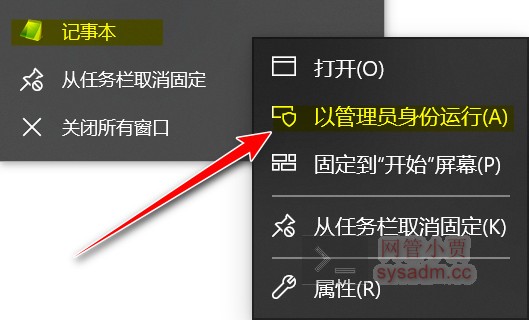 记事本
从任务栏取消固定
关闭所有窗口
打开(O)
以管理员身份运行(A)
固定到"开始"屏幕(P)
从任务栏取消固定(K)
属性(R)
网管小贾
sysadm.cc